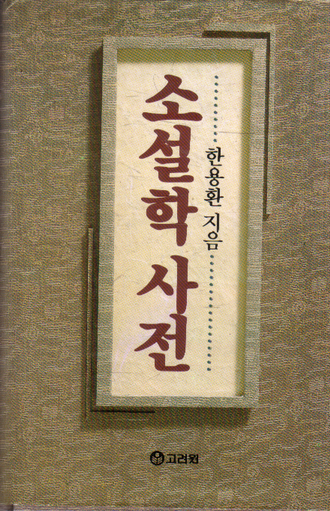 소설학 사전
한용환 지음
고려원